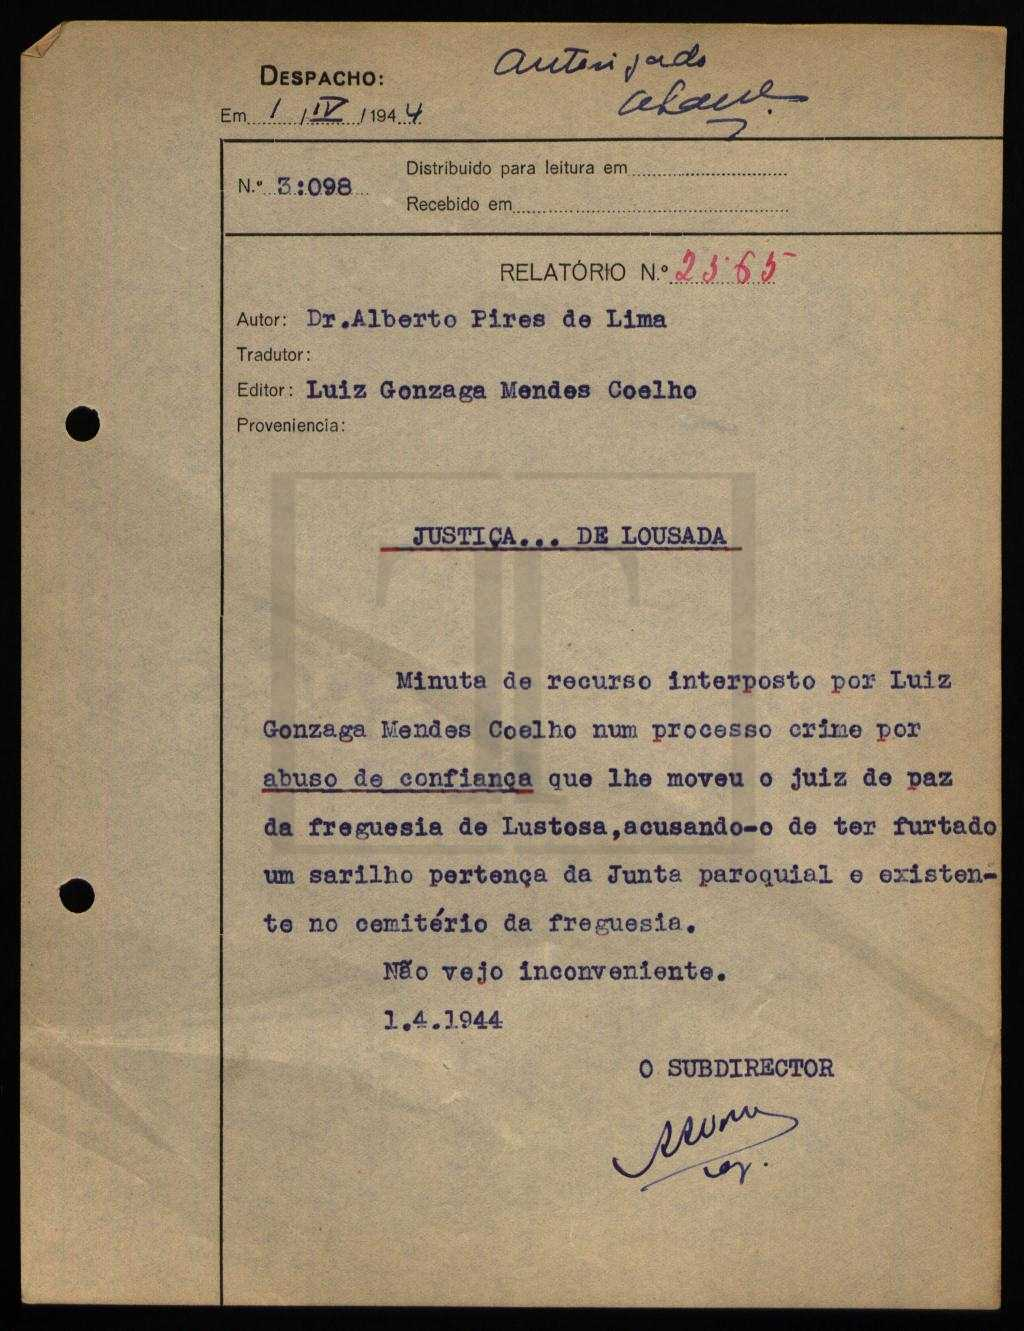 DESPACHO:
Autorizado
Em 1 / IV / 1944
N.º 3:098
Distribuido para leitura em
Recebido em
RELATÓRIO N.º 2565
Autor: Dr.Alberto Pires de Lima
Tradutor:
Editor: Luiz Gonzaga Mendes Coelho
Proveniencia:
JUSTIÇA... DE LOUSADA
Minuta de recurso interposto por Luiz
Gonzaga Mendes Coelho num processo crime por
abuso de confiança que lhe moveu o juiz de paz
da freguesia de Lustosa,acusando-o de ter furtado
um sarilho pertença da Junta paroquial e existen-
te no cemitério da freguesia.
Não vejo inconveniente.
1.4.1944
O SUBDIRECTOR